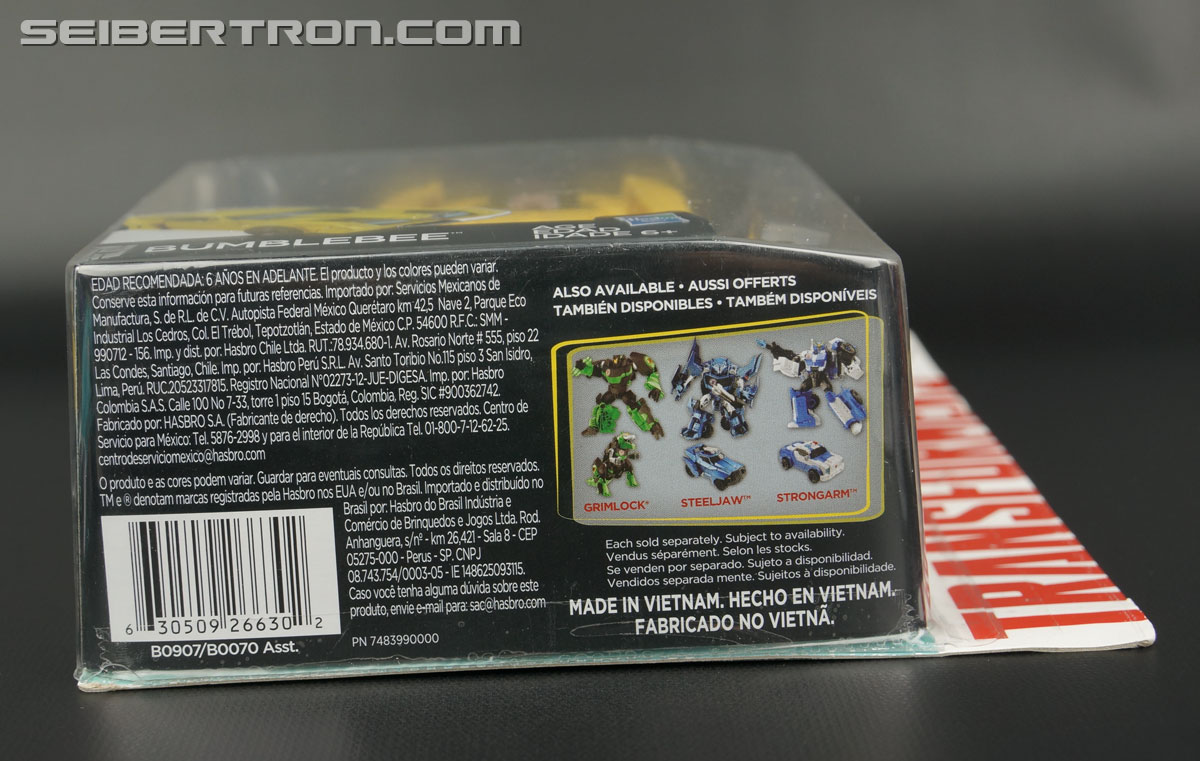 SEIBERTRON.com
BUMBLEBEE™
AGE
EDAD
IDADE 6+
Hasbro
EDAD RECOMENDADA: 6 AÑOS EN ADELANTE. El producto y los colores pueden variar.
Conserve esta información para futuras referencias. Importado por: Servicios Mexicanos de
Manufactura, S. de R.L. de C.V. Autopista Federal México Querétaro km 42,5 Nave 2, Parque Eco
Industrial Los Cedros, Col. El Trébol, Tepotzotlán, Estado de México C.P. 54600 R.F.C.: SMM -
990712 - 156. Imp. y dist. por: Hasbro Chile Ltda. RUT.:78.934.680-1. Av. Rosario Norte # 555, piso 22
Las Condes, Santiago, Chile. Imp. por: Hasbro Perú S.R.L. Av. Santo Toribio No.115 piso 3 San Isidro,
Lima, Perú. RUC.20523317815. Registro Nacional N°02273-12-JUE-DIGESA. Imp. por: Hasbro
Colombia S.A.S. Calle 100 No 7-33, torre 1 piso 15 Bogotá, Colombia, Reg. SIC #900362742.
Fabricado por: HASBRO S.A. (Fabricante de derecho). Todos los derechos reservados. Centro de
Servicio para México: Tel. 5876-2998 y para el interior de la República Tel. 01-800-7-12-62-25.
centrodeserviciomexico@hasbro.com
O produto e as cores podem variar. Guardar para eventuais consultas. Todos os direitos reservados.
TM e ® denotam marcas registradas pela Hasbro nos EUA e/ou no Brasil. Importado e distribuído no
Brasil por: Hasbro do Brasil Indústria e
Comércio de Brinquedos e Jogos Ltda. Rod.
Anhanguera, s/nº - km 26,421 - Sala 8 - CEP
05275-000 - Perus - SP. CNPJ
08.743.754/0003-05 - IE 148625093115.
Caso você tenha alguma dúvida sobre este
produto, envie e-mail para: sac@hasbro.com
6 30509 26630 2
B0907/B0070 Asst.
PN 7483990000
ALSO AVAILABLE • AUSSI OFFERTS
TAMBIÉN DISPONIBLES • TAMBÉM DISPONÍVEIS
GRIMLOCK® STEELJAW™ STRONGARM™
Each sold separately. Subject to availability.
Vendus séparément. Selon les stocks.
Se venden por separado. Sujeto a disponibilidad.
Vendidos separada mente. Sujeitos à disponibilidade.
MADE IN VIETNAM. HECHO EN VIETNAM.
FABRICADO NO VIETNÃ.
TRANSFORMERS